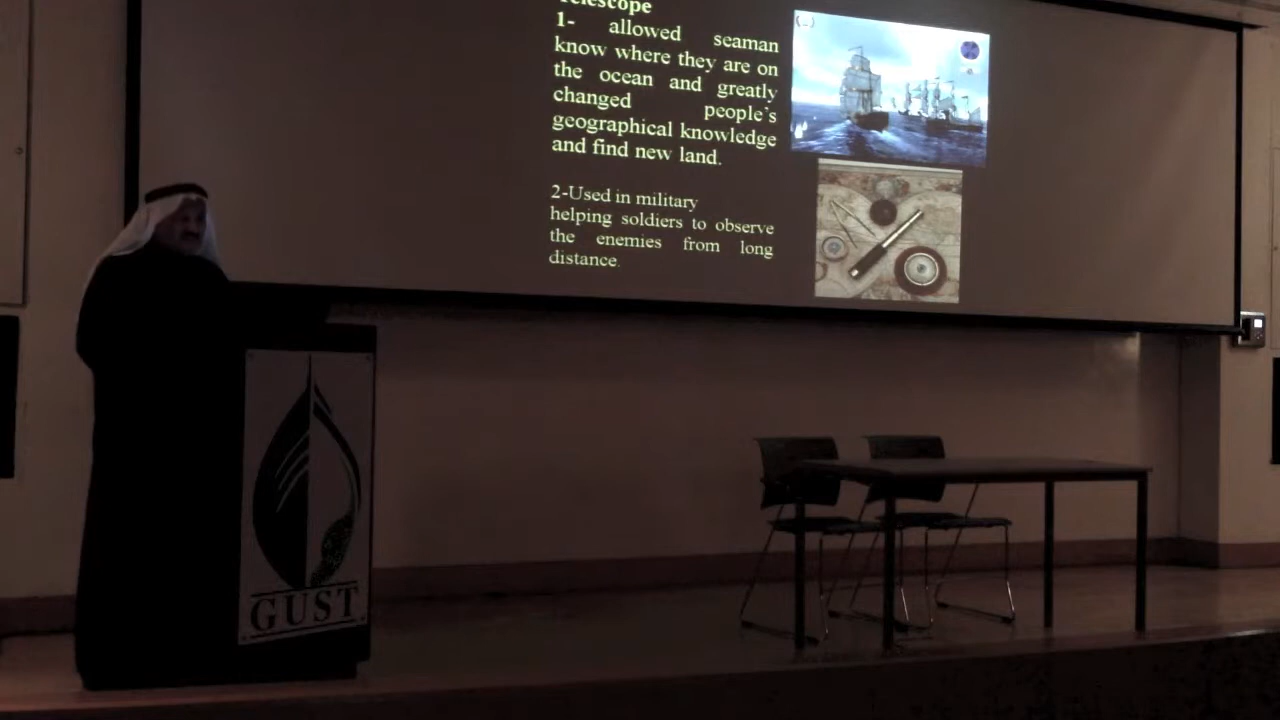 Telescope
1- allowed seaman
know where they are on
the ocean and greatly
changed people's
geographical knowledge
and find new land.
2-Used in military
helping soldiers to observe
the enemies from long
distance.
GUST